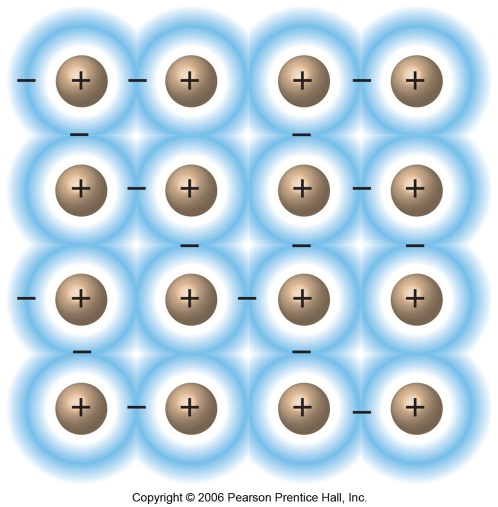 − + − + + − +
− −
+ − + + − +
− − −
− + + − + +
− −
+ − + + − +
Copyright © 2006 Pearson Prentice Hall, Inc.